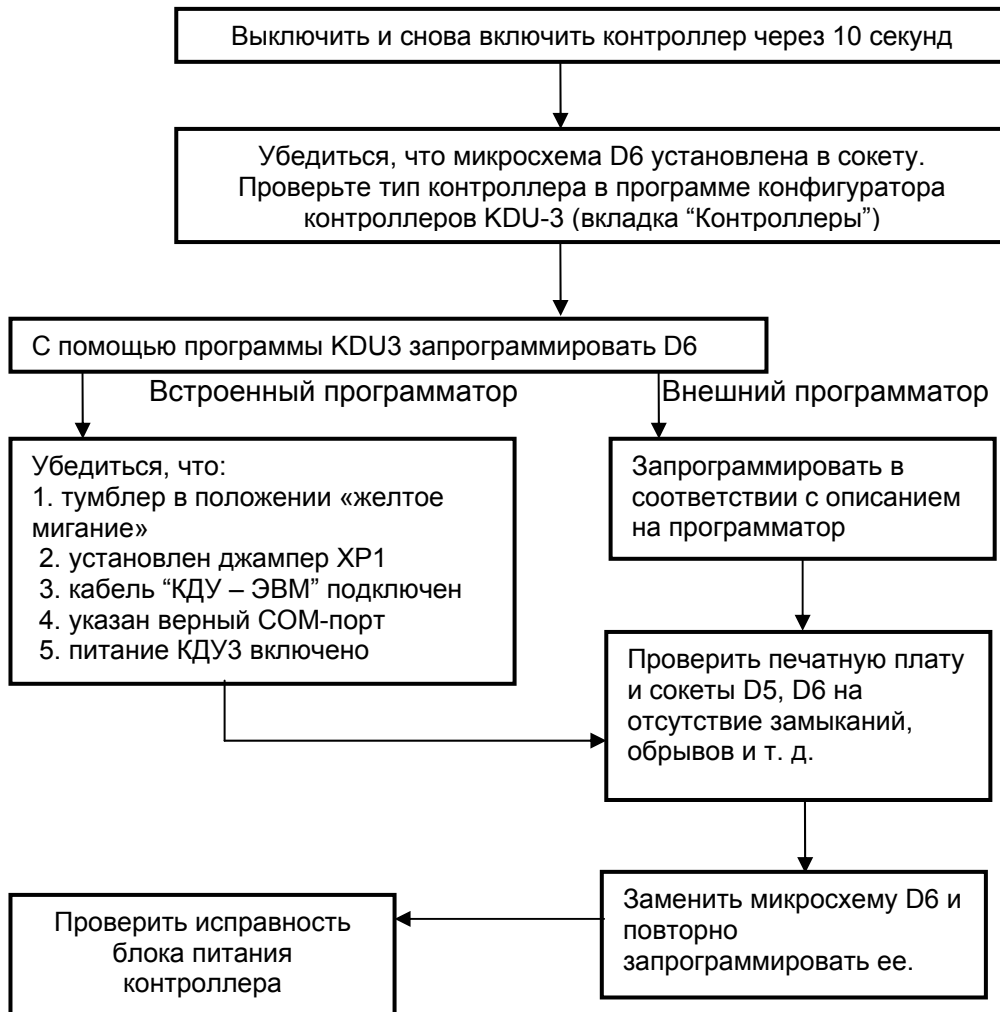 Выключить и снова включить контроллер через 10 секунд
Убедиться, что микросхема D6 установлена в сокету.
Проверьте тип контроллера в программе конфигуратора
контроллеров KDU-3 (вкладка “Контроллеры”)
С помощью программы KDU3 запрограммировать D6
Встроенный программатор
Внешний программатор
Убедиться, что:
1. тумблер в положении «желтое
мигание»
2. установлен джампер XP1
3. кабель “КДУ – ЭВМ” подключен
4. указан верный COM-порт
5. питание КДУ3 включено
Запрограммировать в
соответствии с описанием
на программатор
Проверить печатную плату
и сокеты D5, D6 на
отсутствие замыканий,
обрывов и т. д.
Заменить микросхему D6 и
повторно
запрограммировать ее.
Проверить исправность
блока питания
контроллера